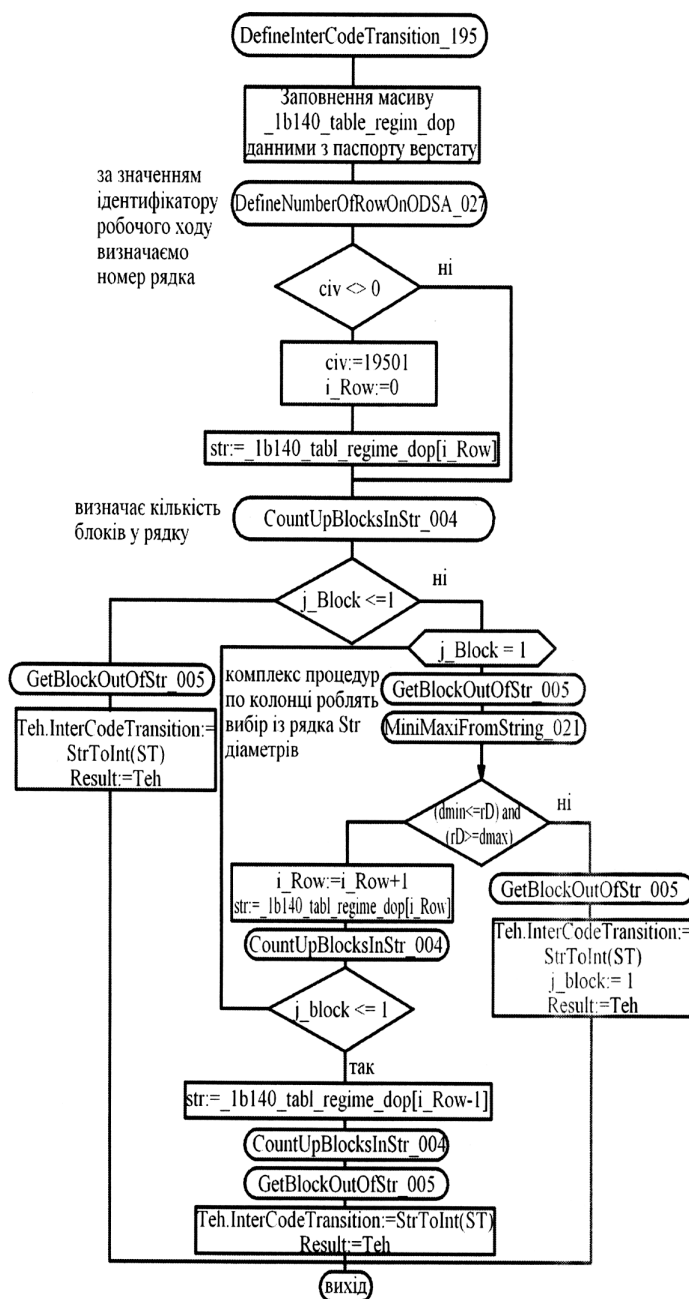 DefineInterCodeTransition_195
Заповнення масиву
_1b140_table_regim_dop
данними з паспорту верстату
за значенням
ідентифікатору
робочого ходу
визначаємо
номер рядка
DefineNumberOfRowOnODSA_027
ні
civ <> 0
civ:=19501
i_Row:=0
str:=_1b140_tabl_regime_dop[i_Row]
визначає кількість
блоків у рядку
CountUpBlocksInStr_004
ні
j_Block <=1
j_Block = 1
GetBlockOutOfStr_005
Teh.InterCodeTransition:=
StrToInt(ST)
Result:=Teh
комплекс процедур
по колонці роблять
вибір із рядка Str
діаметрів
GetBlockOutOfStr_005
MiniMaxiFromString_021
ні
(dmin<=rD) and
(rD>=dmax)
i_Row:=i_Row+1
str:=_1b140_tabl_regime_dop[i_Row]
CountUpBlocksInStr_004
GetBlockOutOfStr_005
Teh.InterCodeTransition:=
StrToInt(ST)
j_block:= 1
Result:=Teh
j_block <= 1
так
str:=_1b140_tabl_regime_dop[i_Row-1]
CountUpBlocksInStr_004
GetBlockOutOfStr_005
Teh.InterCodeTransition:=StrToInt(ST)
Result:=Teh
вихід